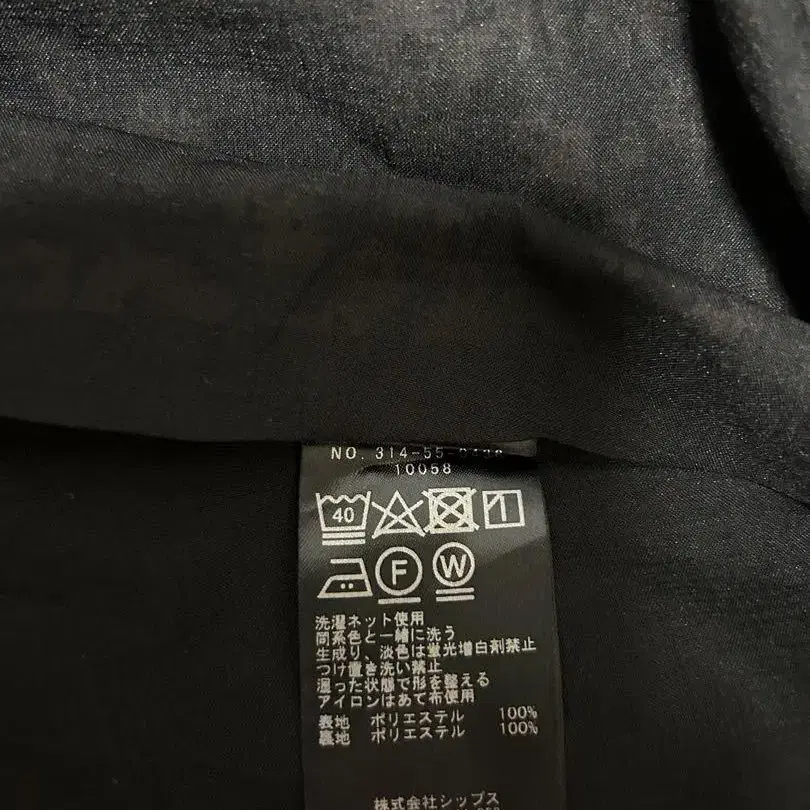 NO. 314-55-
10058
40
F W
洗濯ネット使用
同系色と一緒に洗う
生成り、淡色は蛍光増白剤禁止
つけ置き洗い禁止
湿った状態で形を整える
アイロンはあて布使用
表地 ポリエステル 100%
裏地 ポリエステル 100%
株式会社シップス